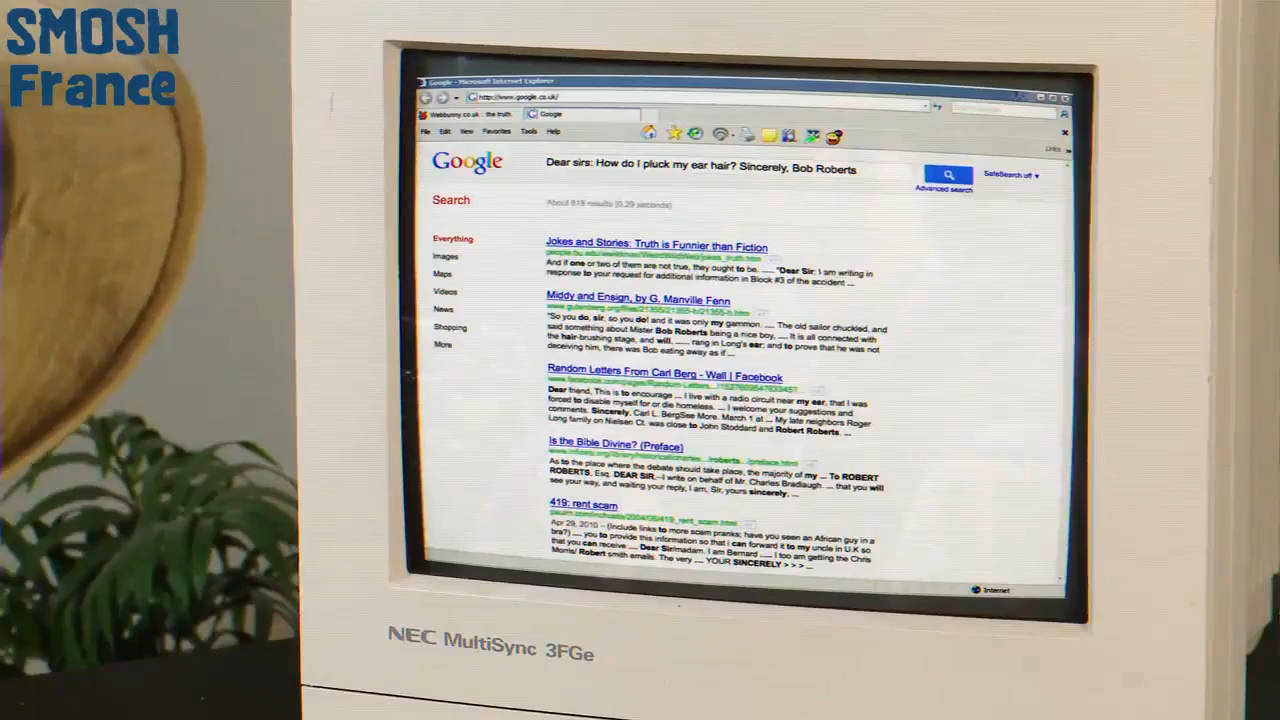 SMOSH
France
Google - Microsoft Internet Explorer
http://www.google.co.uk/
Webbunny.co.uk :: the truth. Google
File Edit View Favorites Tools Help
Links »
Google Dear sirs: How do I pluck my ear hair? Sincerely, Bob Roberts SafeSearch off ▼
Advanced search
Search About 818 results (0.29 seconds)
Everything
Images
Maps
Videos
News
Shopping
More
Jokes and Stories: Truth is Funnier than Fiction
And if one or two of them are not true, they ought to be. .... "Dear Sir: I am writing in
response to your request for additional information in Block #3 of the accident ...
Middy and Ensign, by G. Manville Fenn
www.gutenberg.org/files/21355/21355-h/21355-h.htm
"So you do, sir, so you do! and it was only my gammon. ... The old sailor chuckled, and
said something about Mister Bob Roberts being a nice boy, .... It is all connected with
the hair-brushing stage, and will, ...... rang in Long's ear; and to prove that he was not
deceiving him, there was Bob eating away as if ...
Random Letters From Carl Berg - Wall | Facebook
Dear friend, This is to encourage ... I live with a radio circuit near my ear, that I was
forced to disable myself for or die homeless. ... I welcome your suggestions and
comments. Sincerely, Carl L. BergSee More. March 1 at ... My late neighbors Roger
Long family on Nielsen Ct. was close to John Stoddard and Robert Roberts. ...
Is the Bible Divine? (Preface)
As to the place where the debate should take place, the majority of my ... To ROBERT
ROBERTS, Esq. DEAR SIR,--I write on behalf of Mr. Charles Bradlaugh. ... that you will
see your way, and waiting your reply, I am, Sir, yours sincerely, ...
419: rent scam
Apr 29, 2010 – (Include links to more scam pranks; have you seen an African guy in a
bra?) .... you to provide this information so that I can forward it to my uncle in U.K so
that you can receive .... Dear Sir/madam. I am Bernard ..... I too am getting the Chris
Morris/ Robert smith emails. The very .... YOUR SINCERELY > > > ...
Internet
NEC MultiSync 3FGe